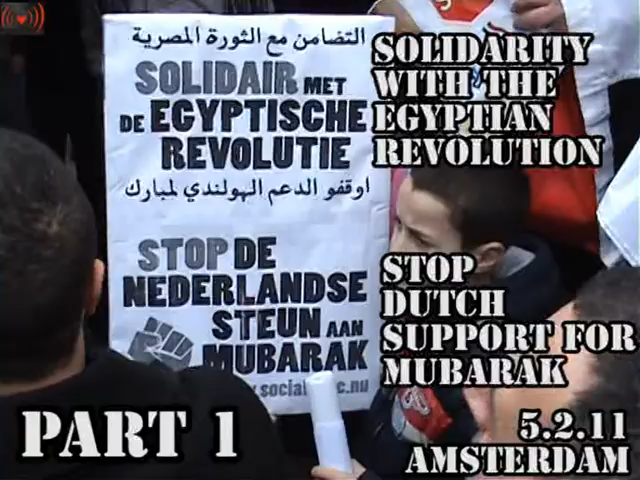 التضامن مع الثورة المصرية
SOLIDAIR MET
DE EGYPTISCHE
REVOLUTIE
اوقفو الدعم الهولندي لمبارك
STOP DE
NEDERLANDSE
STEUN AAN
MUBARAK
SOLIDARITY
WITH THE
EGYPTIAN
REVOLUTION
STOP
DUTCH
SUPPORT FOR
MUBARAK
PART 1
5.2.11
AMSTERDAM